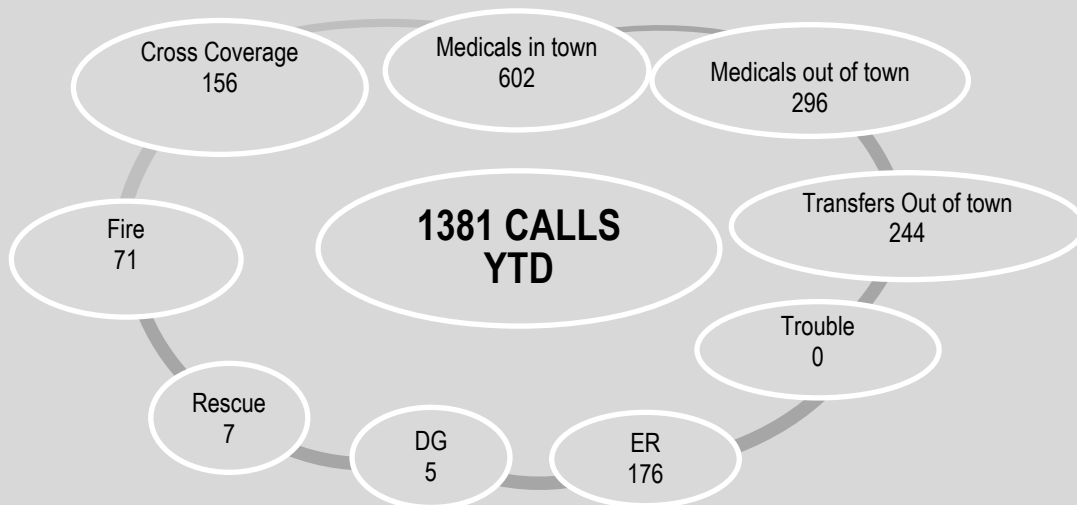 Cross Coverage
156
Medicals in town
602
Medicals out of town
296
Transfers Out of town
244
Trouble
0
ER
176
DG
5
Rescue
7
Fire
71
1381 CALLS
YTD